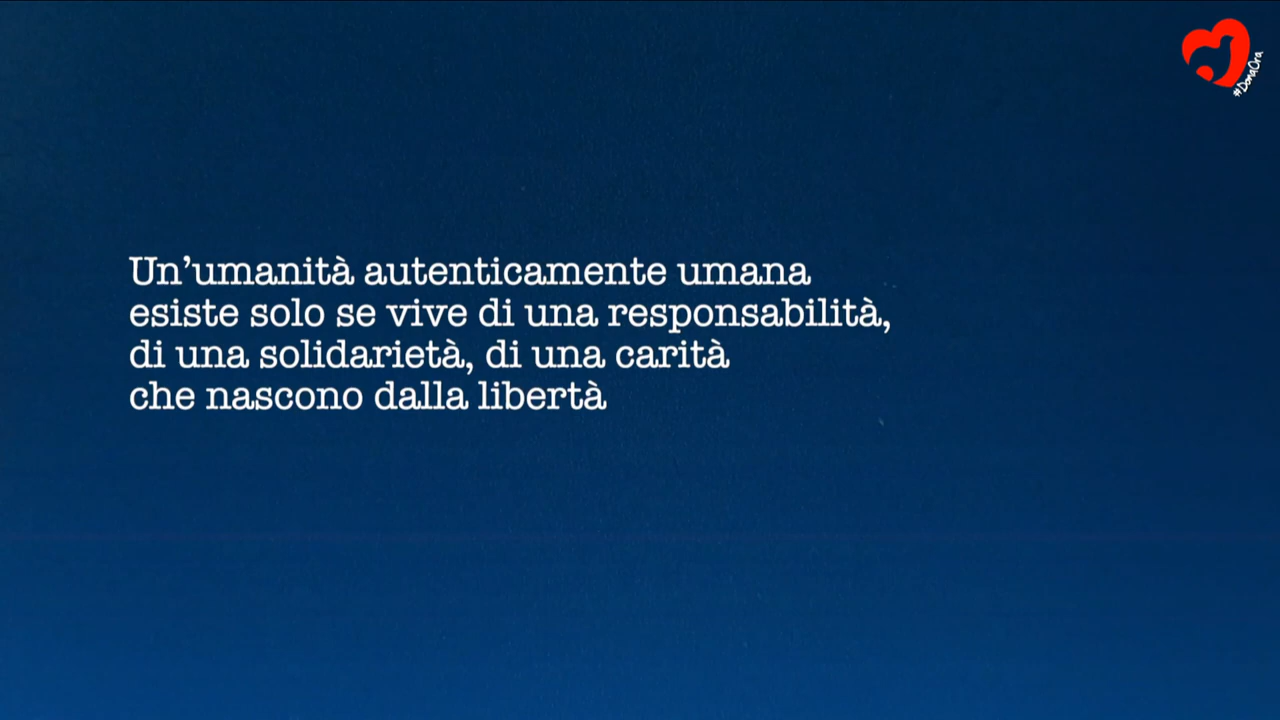 #DonaOra
Un’umanità autenticamente umana
esiste solo se vive di una responsabilità,
di una solidarietà, di una carità
che nascono dalla libertà